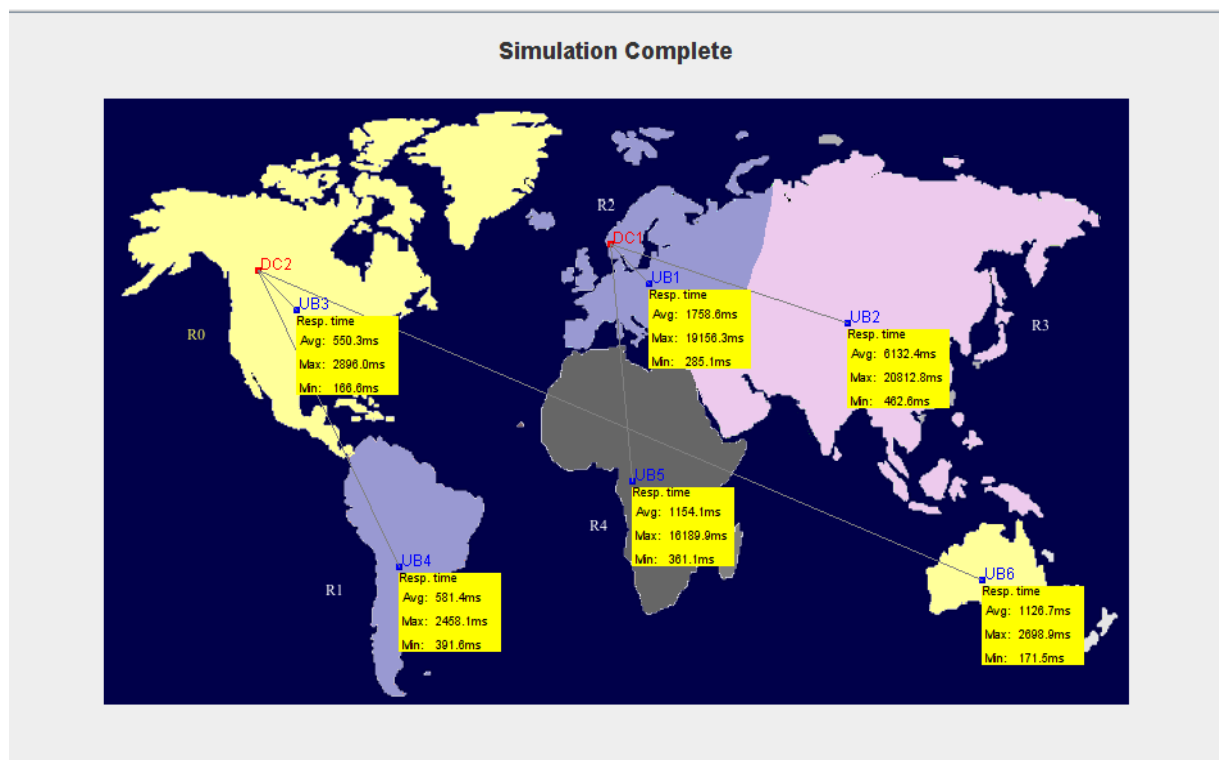 Simulation Complete
R2
DC1
DC2
UB1
Resp. time
Avg: 1758.6ms
Max: 19156.3ms
Min: 285.1ms
UB3
Resp. time
Avg: 550.3ms
Max: 2896.0ms
Min: 166.6ms
R0
UB2
Resp. time
Avg: 6132.4ms
Max: 20812.8ms
Min: 462.6ms
R3
UB5
Resp. time
Avg: 1154.1ms
Max: 16189.9ms
Min: 361.1ms
R4
UB4
Resp. time
Avg: 581.4ms
Max: 2458.1ms
Min: 391.6ms
R1
UB6
Resp. time
Avg: 1126.7ms
Max: 2698.9ms
Min: 171.5ms